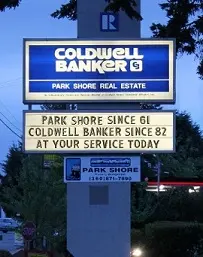 R
COLDWELL
BANKER CB
PARK SHORE REAL ESTATE
PARK SHORE SINCE 61
COLDWELL BANKER SINCE 82
AT YOUR SERVICE TODAY
PARK SHORE